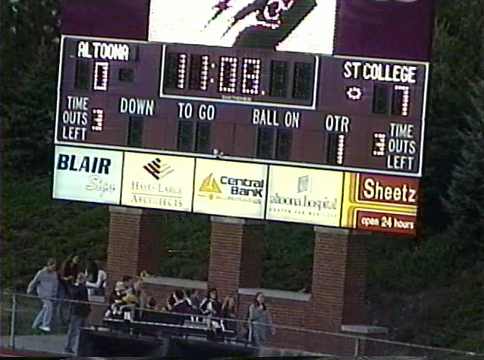 ALTOONA
0
11:08
ST COLLEGE
7
TIME
OUTS
LEFT
3
DOWN
TO GO
BALL ON
QTR
1
TIME
OUTS
LEFT
3
BLAIR
Signs
HAYES LARGE
ARCHITECTS
Central
Bank
altoona hospital
Sheetz
open 24 hours